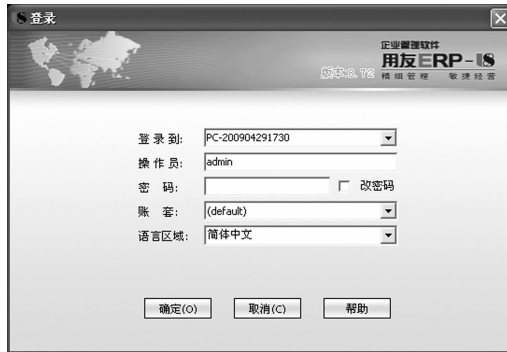 登录
企业管理软件
用友ERP-U8
版本:8.72 精细管理 敏捷经营
登录到: PC-200904291730
操作员: admin
密 码: 改密码
账 套: (default)
语言区域: 简体中文
确定(O) 取消(C) 帮助